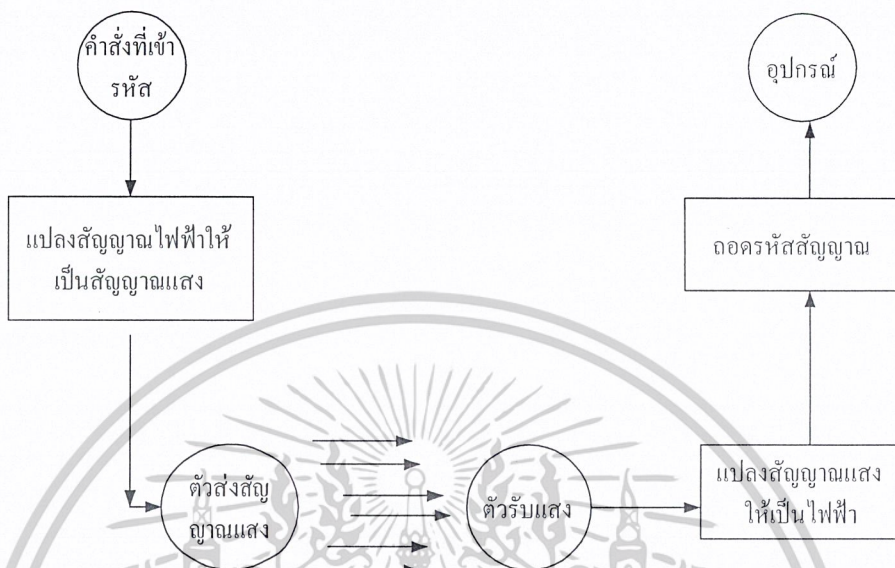 คำสั่งที่เข้า
รหัส
แปลงสัญญาณไฟฟ้าให้
เป็นสัญญาณแสง
ตัวส่งสัญ
ญาณแสง
ตัวรับแสง
แปลงสัญญาณแสง
ให้เป็นไฟฟ้า
ถอดรหัสสัญญาณ
อุปกรณ์